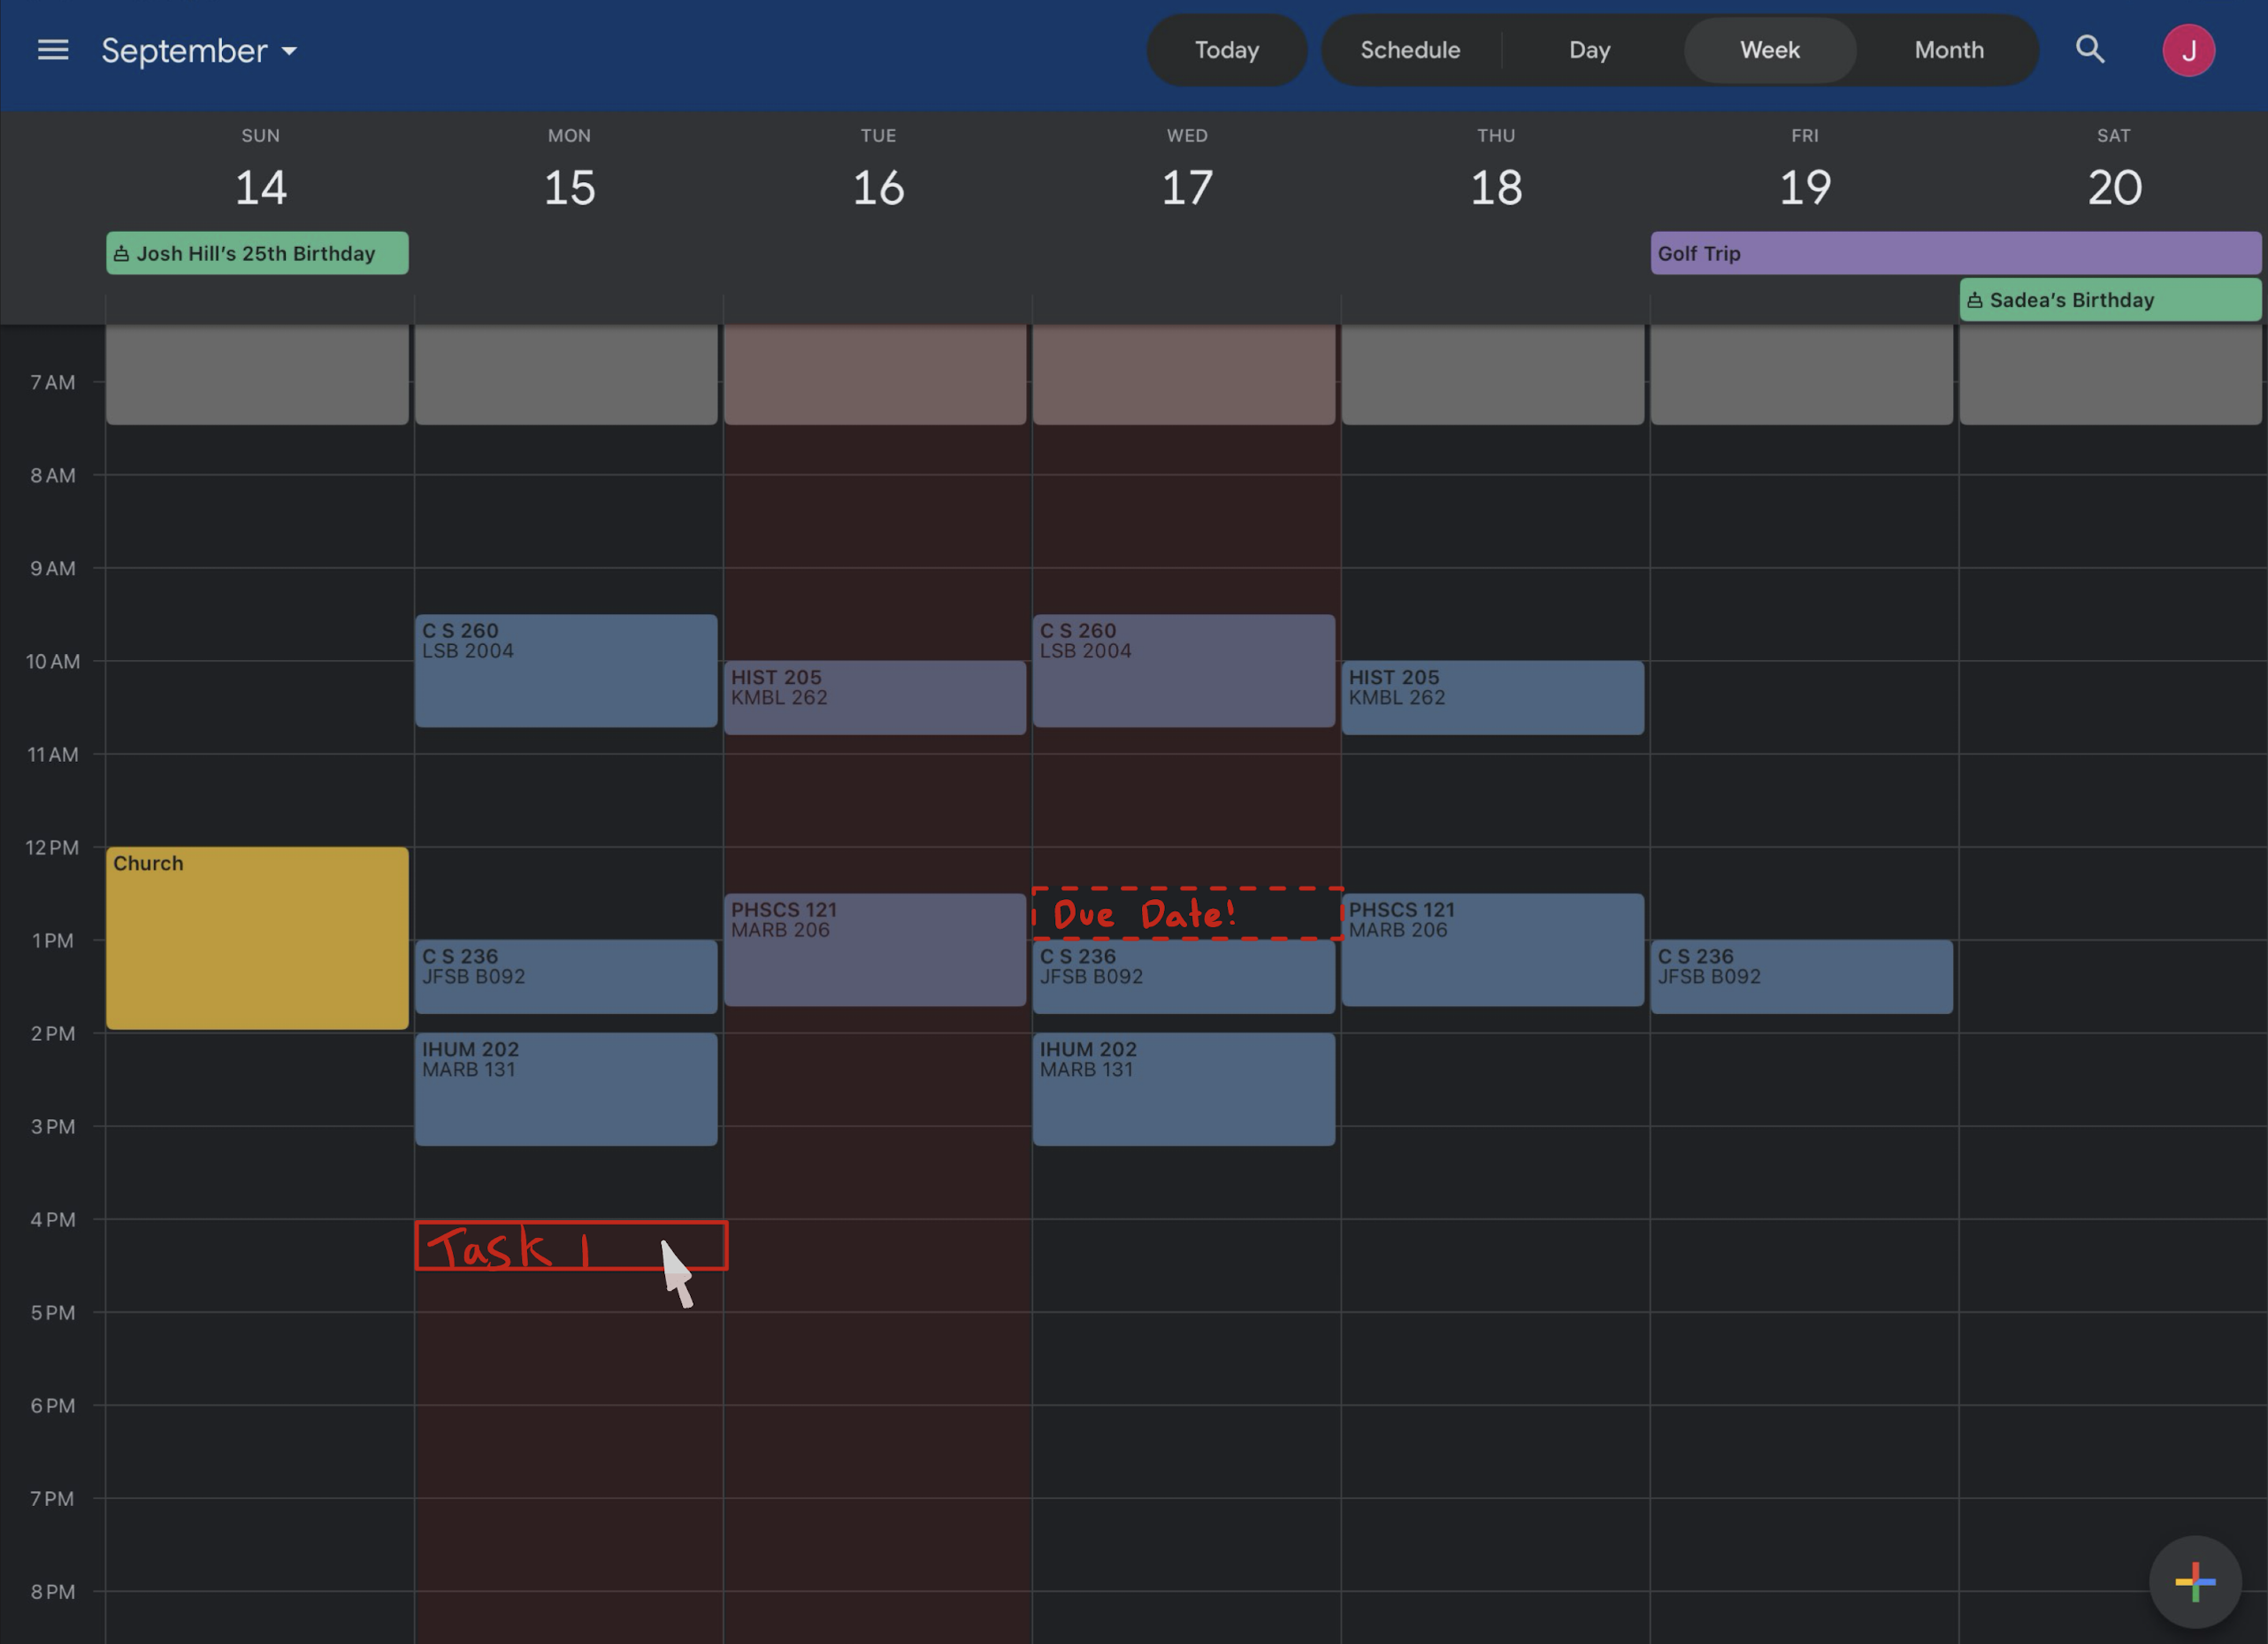 September
Today
Schedule
Day
Week
Month
J
SUN
MON
TUE
WED
THU
FRI
SAT
14
15
16
17
18
19
20
Josh Hill's 25th Birthday
Golf Trip
Sadea's Birthday
7 AM
8 AM
9 AM
C S 260
LSB 2004
C S 260
LSB 2004
10 AM
HIST 205
KMBL 262
HIST 205
KMBL 262
11 AM
12 PM
Church
PHSCS 121
MARB 206
Due Date!
PHSCS 121
MARB 206
1 PM
C S 236
JFSB B092
C S 236
JFSB B092
C S 236
JFSB B092
2 PM
IHUM 202
MARB 131
IHUM 202
MARB 131
3 PM
4 PM
Task 1
5 PM
6 PM
7 PM
8 PM